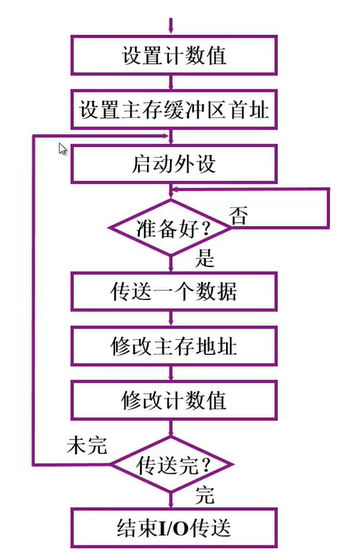 设置计数值
设置主存缓冲区首址
启动外设
准备好？
否
是
传送一个数据
修改主存地址
修改计数值
未完
传送完？
完
结束I/O传送